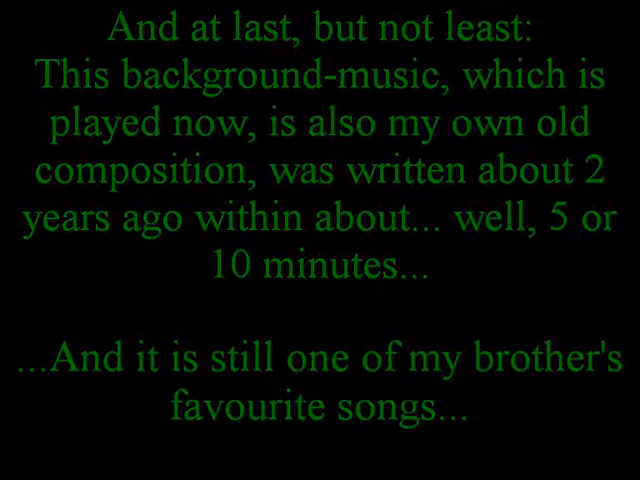 And at last, but not least:
This background-music, which is
played now, is also my own old
composition, was written about 2
years ago within about... well, 5 or
10 minutes...
...And it is still one of my brother's
favourite songs...